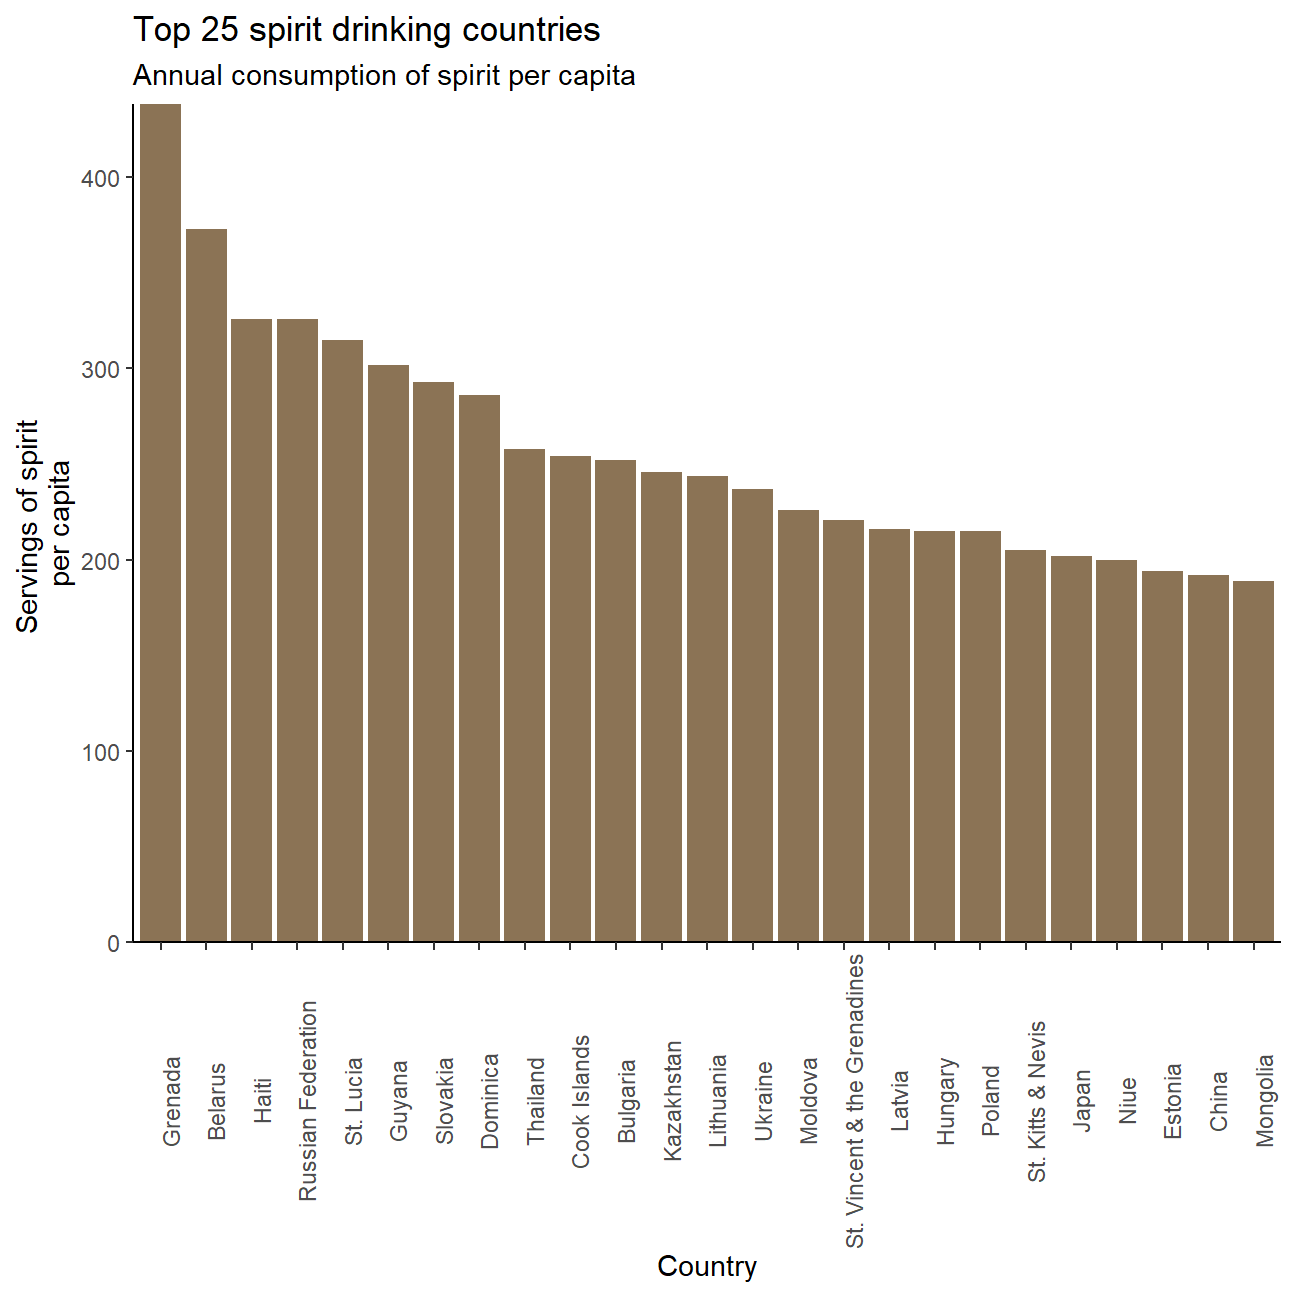 Top 25 spirit drinking countries
Annual consumption of spirit per capita
Servings of spirit
per capita
400
300
200
100
0
Grenada
Belarus
Haiti
Russian Federation
St. Lucia
Guyana
Slovakia
Dominica
Thailand
Cook Islands
Bulgaria
Kazakhstan
Lithuania
Ukraine
Moldova
St. Vincent & the Grenadines
Latvia
Hungary
Poland
St. Kitts & Nevis
Japan
Niue
Estonia
China
Mongolia
Country